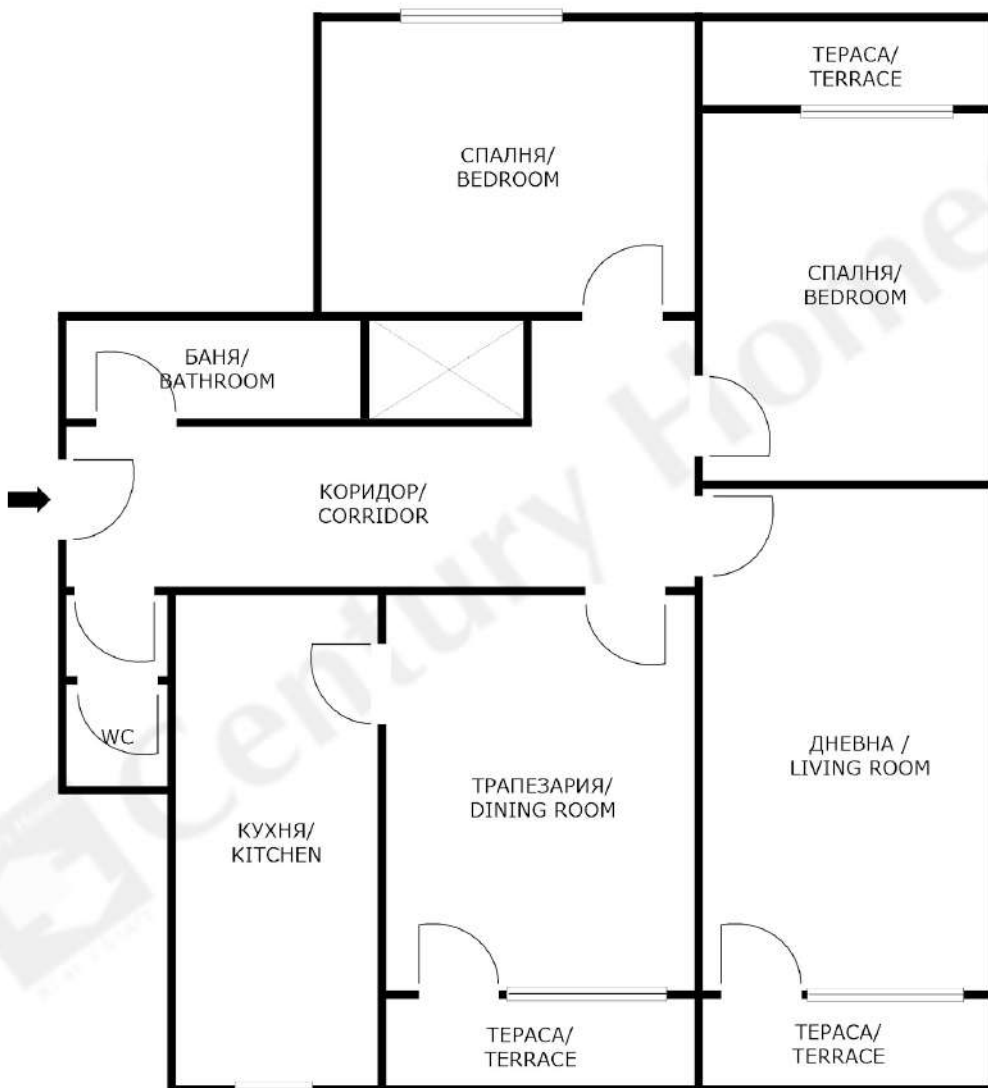 ТЕРАСА/
TERRACE
СПАЛНЯ/
BEDROOM
СПАЛНЯ/
BEDROOM
БАНЯ/
BATHROOM
КОРИДОР/
CORRIDOR
WC
КУХНЯ/
KITCHEN
ТРАПЕЗАРИЯ/
DINING ROOM
ДНЕВНА /
LIVING ROOM
ТЕРАСА/
TERRACE
ТЕРАСА/
TERRACE
Century Home